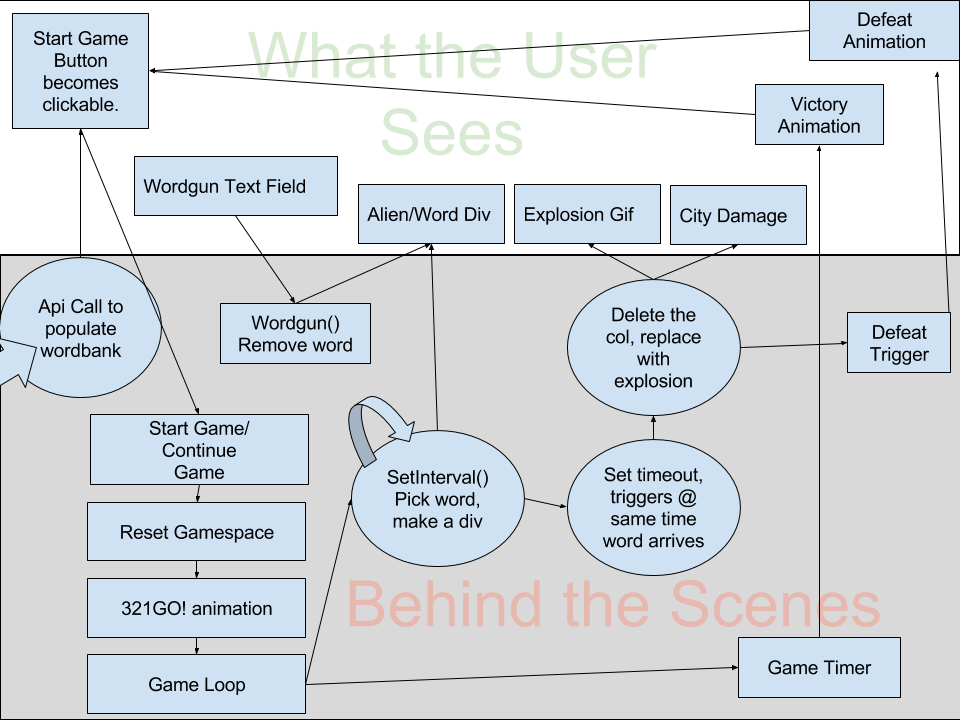 Defeat
Animation
Start Game
Button
becomes
clickable.
What the User
Sees
Victory
Animation
Wordgun Text Field
Alien/Word Div
Explosion Gif
City Damage
Api Call to
populate
wordbank
Wordgun()
Remove word
Delete the
col, replace
with
explosion
Defeat
Trigger
Start Game/
Continue
Game
SetInterval()
Pick word,
make a div
Set timeout,
triggers @
same time
word arrives
Reset Gamespace
321GO! animation
Behind the Scenes
Game Loop
Game Timer